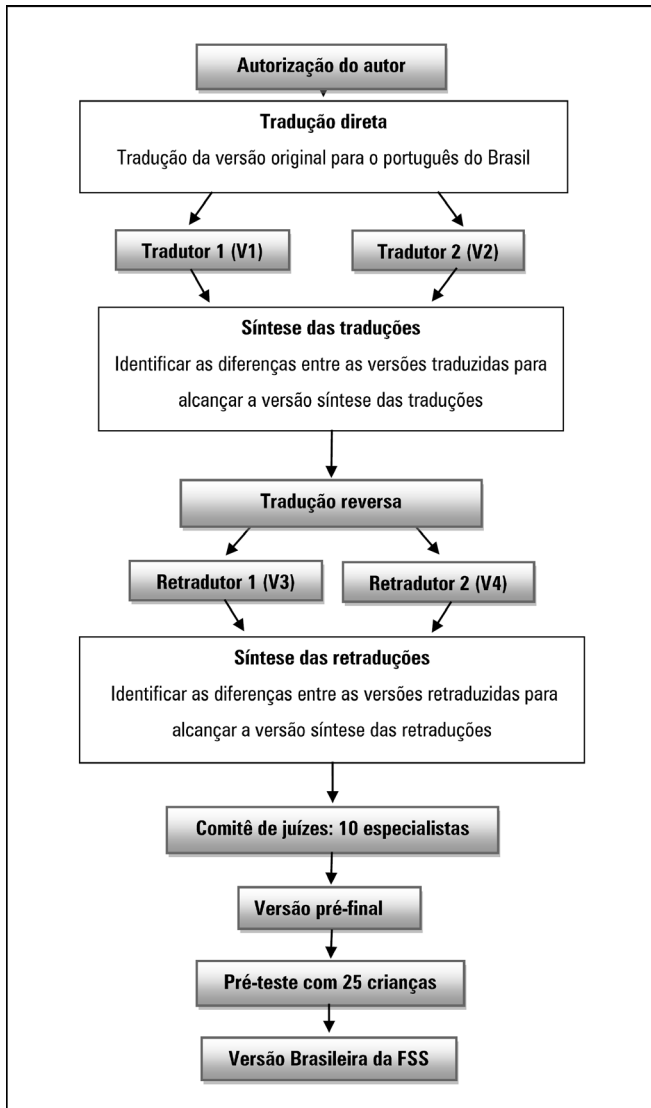 Autorização do autor
Tradução direta
Tradução da versão original para o português do Brasil
Tradutor 1 (V1)
Tradutor 2 (V2)
Síntese das traduções
Identificar as diferenças entre as versões traduzidas para
alcançar a versão síntese das traduções
Tradução reversa
Retradutor 1 (V3)
Retradutor 2 (V4)
Síntese das retraduções
Identificar as diferenças entre as versões retraduzidas para
alcançar a versão síntese das retraduções
Comitê de juízes: 10 especialistas
Versão pré-final
Pré-teste com 25 crianças
Versão Brasileira da FSS